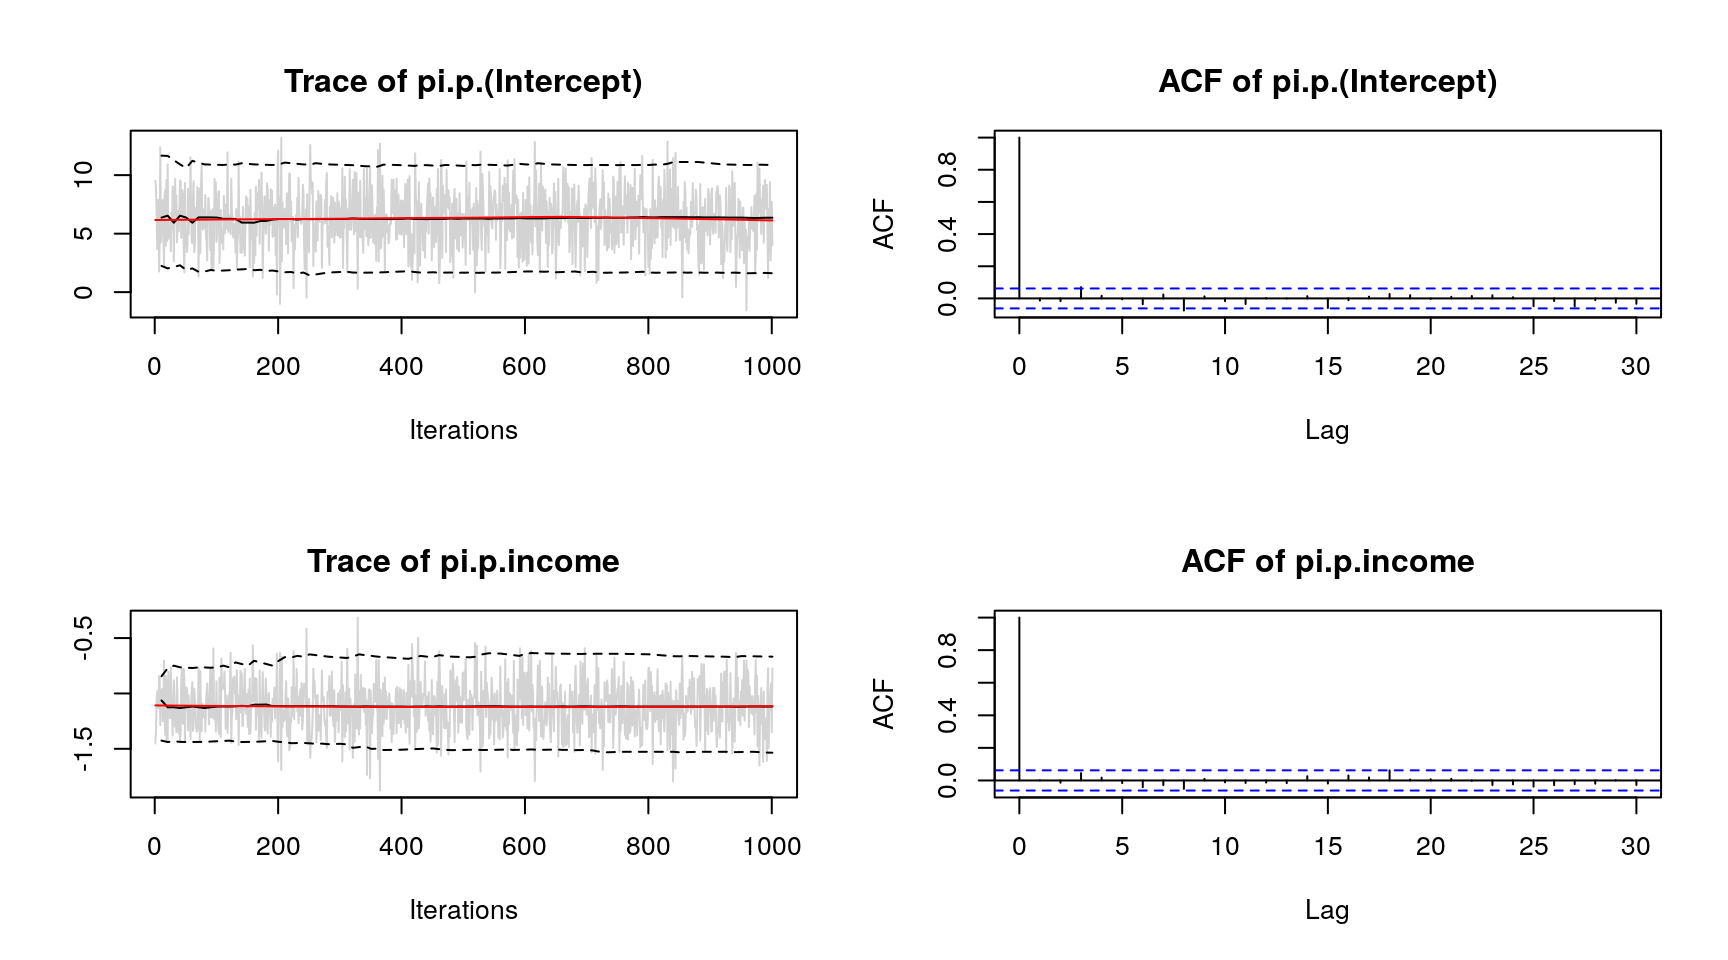 Trace of pi.p.(Intercept)
0 5 10
0 200 400 600 800 1000
Iterations
ACF of pi.p.(Intercept)
ACF
0.0 0.4 0.8
0 5 10 15 20 25 30
Lag
Trace of pi.p.income
-1.5 -0.5
0 200 400 600 800 1000
Iterations
ACF of pi.p.income
ACF
0.0 0.4 0.8
0 5 10 15 20 25 30
Lag